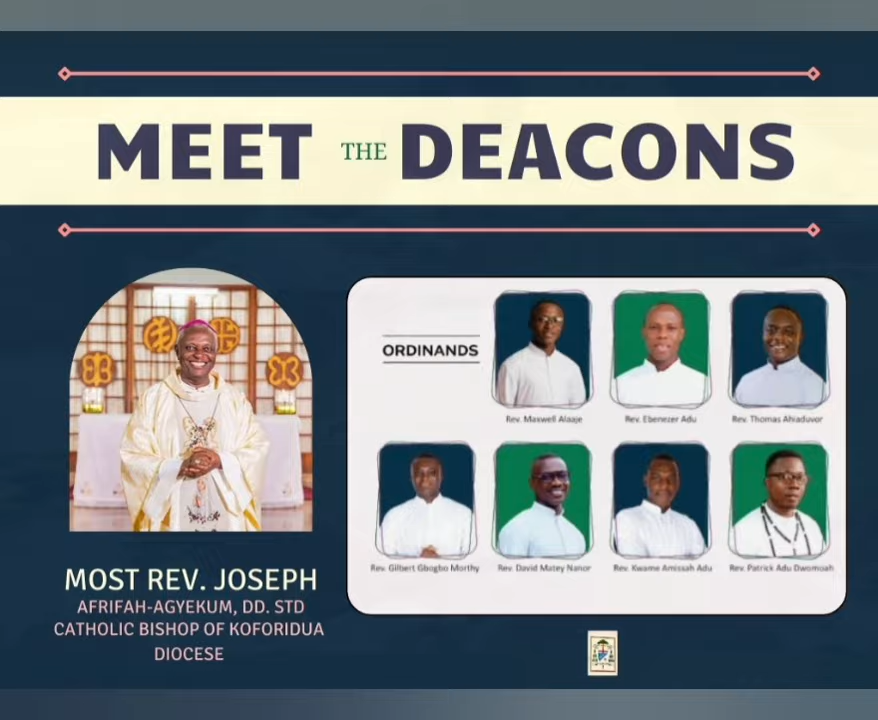 MEET THE DEACONS
MOST REV. JOSEPH
AFRIFAH-AGYEKUM, DD. STD
CATHOLIC BISHOP OF KOFORIDUA
DIOCESE
ORDINANDS
Rev. Maxwell Alaaje
Rev. Ebenezer Adu
Rev. Thomas Ahiaduvor
Rev. Gilbert Gbogbo Morthy
Rev. David Matey Nanor
Rev. Kwame Amissah Adu
Rev. Patrick Adu Dwomoah